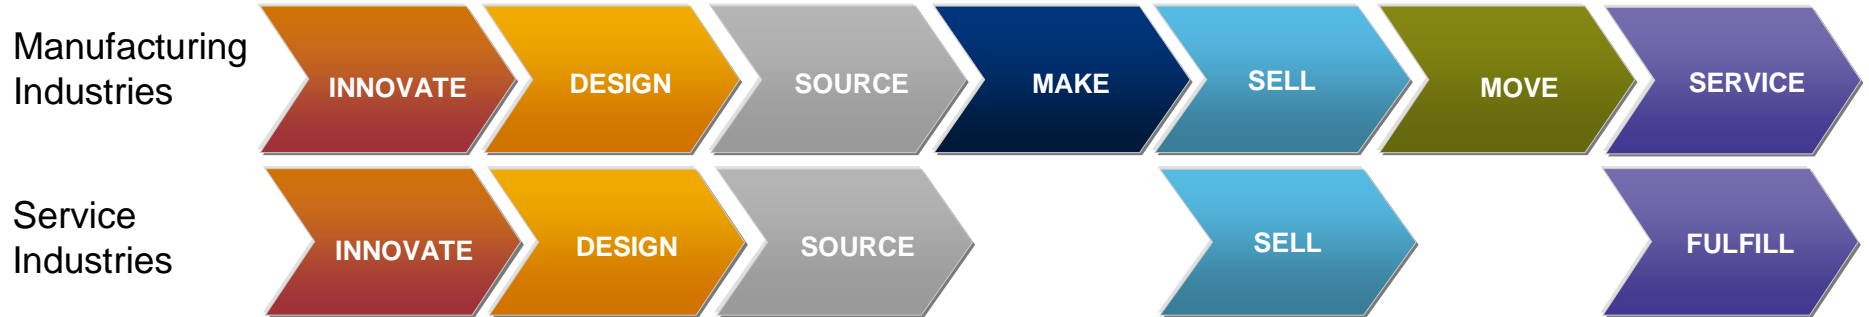 Manufacturing
Industries
INNOVATE
DESIGN
SOURCE
MAKE
SELL
MOVE
SERVICE
Service
Industries
INNOVATE
DESIGN
SOURCE
SELL
FULFILL